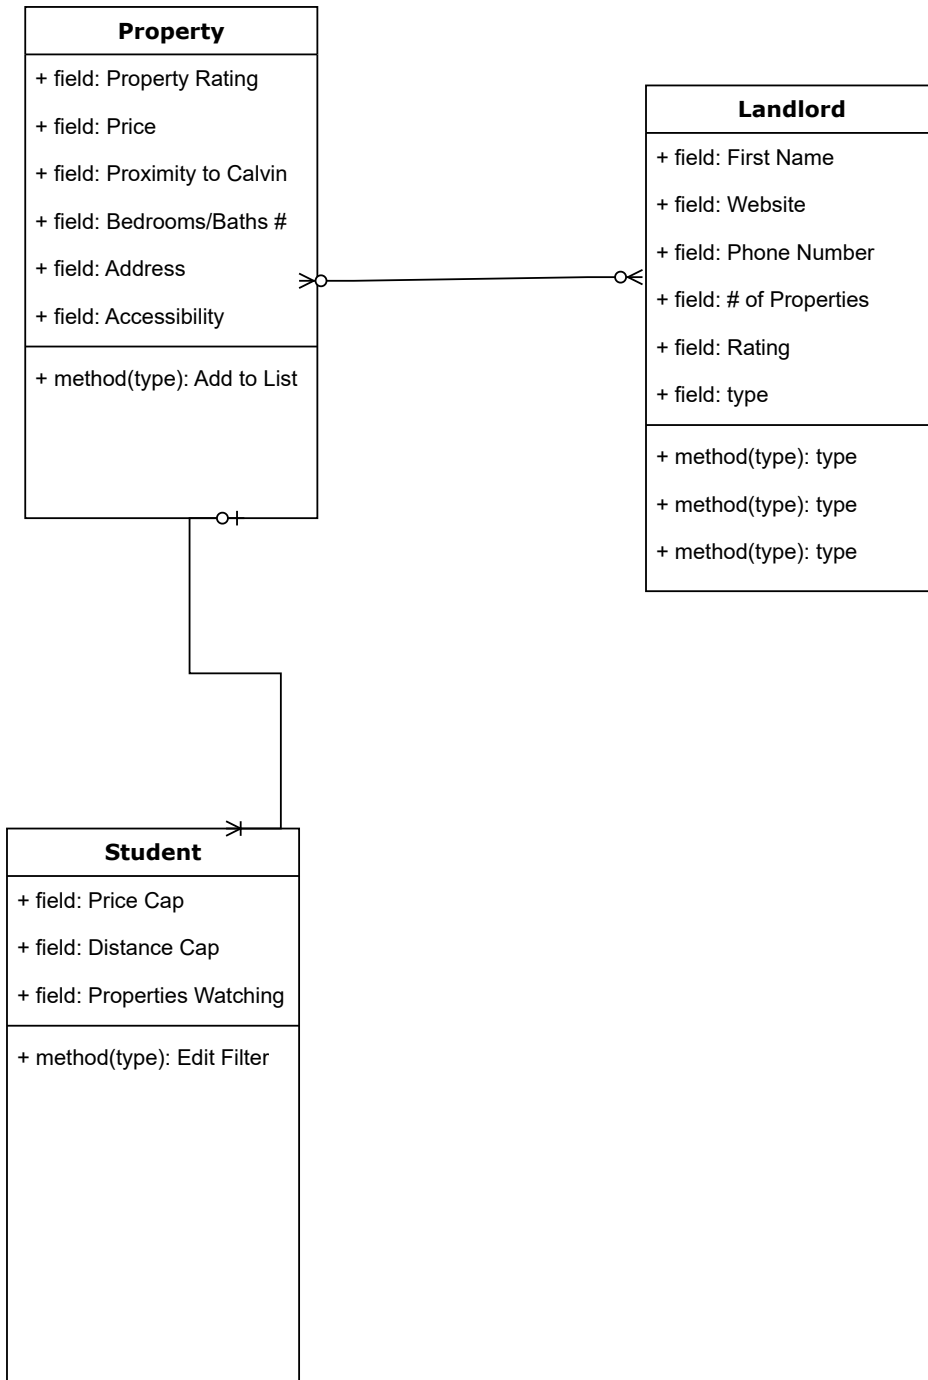 Property
+ field: Property Rating
+ field: Price
+ field: Proximity to Calvin
+ field: Bedrooms/Baths #
+ field: Address
+ field: Accessibility
+ method(type): Add to List
Landlord
+ field: First Name
+ field: Website
+ field: Phone Number
+ field: # of Properties
+ field: Rating
+ field: type
+ method(type): type
+ method(type): type
+ method(type): type
Student
+ field: Price Cap
+ field: Distance Cap
+ field: Properties Watching
+ method(type): Edit Filter